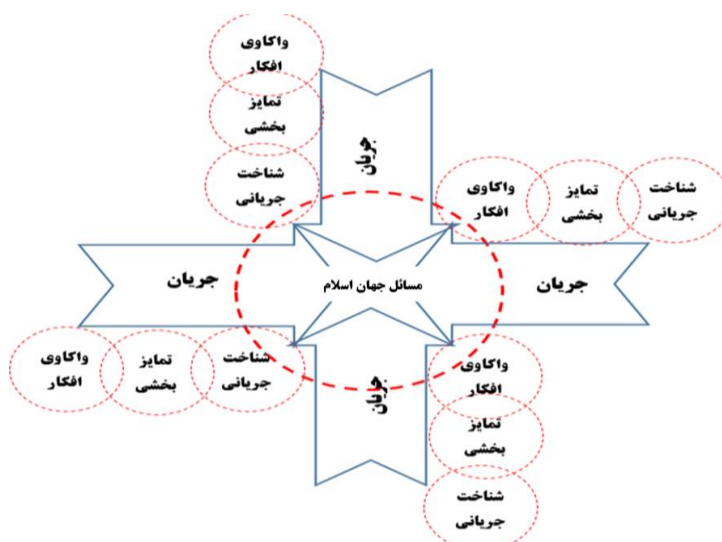 واکاوی
افکار
تمایز
بخشی
شناخت
جریانی
جریان
شناخت
جریانی
تمایز
بخشی
واکاوی
افکار
جریان
مسائل جهان اسلام
جریان
شناخت
جریانی
تمایز
بخشی
واکاوی
افکار
جریان
واکاوی
افکار
تمایز
بخشی
شناخت
جریانی